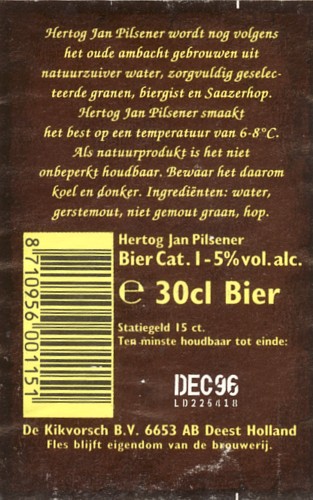 Hertog Jan Pilsener wordt nog volgens
het oude ambacht gebrouwen uit
natuurzuiver water, zorgvuldig geselec-
teerde granen, biergist en Saazerhop.
Hertog Jan Pilsener smaakt
het best op een temperatuur van 6-8°C.
Als natuurprodukt is het niet
onbeperkt houdbaar. Bewaar het daarom
koel en donker. Ingrediënten: water,
gerstemout, niet gemout graan, hop.
8 710956 001151
Hertog Jan Pilsener
Bier Cat. I - 5% vol. alc.
℮ 30cl Bier
Statiegeld 15 ct.
Ten minste houdbaar tot einde:
DEC96
LD226418
De Kikvorsch B.V. 6653 AB Deest Holland
Fles blijft eigendom van de brouwerij.